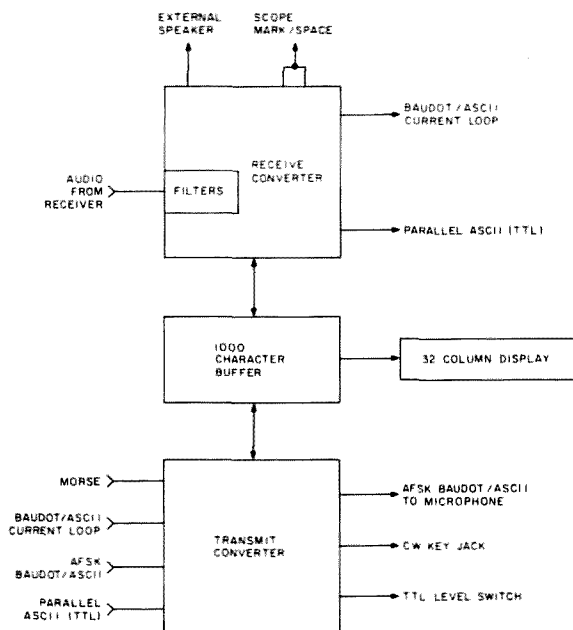 EXTERNAL
SPEAKER
SCOPE
MARK/SPACE
BAUDOT/ASCII
CURRENT LOOP
RECEIVE
CONVERTER
AUDIO
FROM
RECEIVER
FILTERS
PARALLEL ASCII (TTL)
1000
CHARACTER
BUFFER
32 COLUMN DISPLAY
MORSE
BAUDOT/ASCII
CURRENT LOOP
AFSK
BAUDOT/ASCII
PARALLEL
ASCII (TTL)
TRANSMIT
CONVERTER
AFSK BAUDOT/ASCII
TO MICROPHONE
CW KEY JACK
TTL LEVEL SWITCH